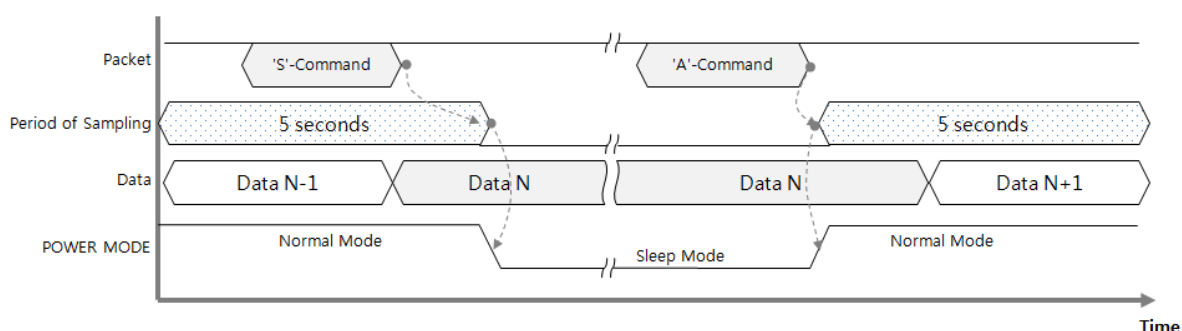 Packet
'S'-Command
'A'-Command
Period of Sampling
5 seconds
5 seconds
Data
Data N-1
Data N
Data N
Data N+1
POWER MODE
Normal Mode
Sleep Mode
Normal Mode
Time